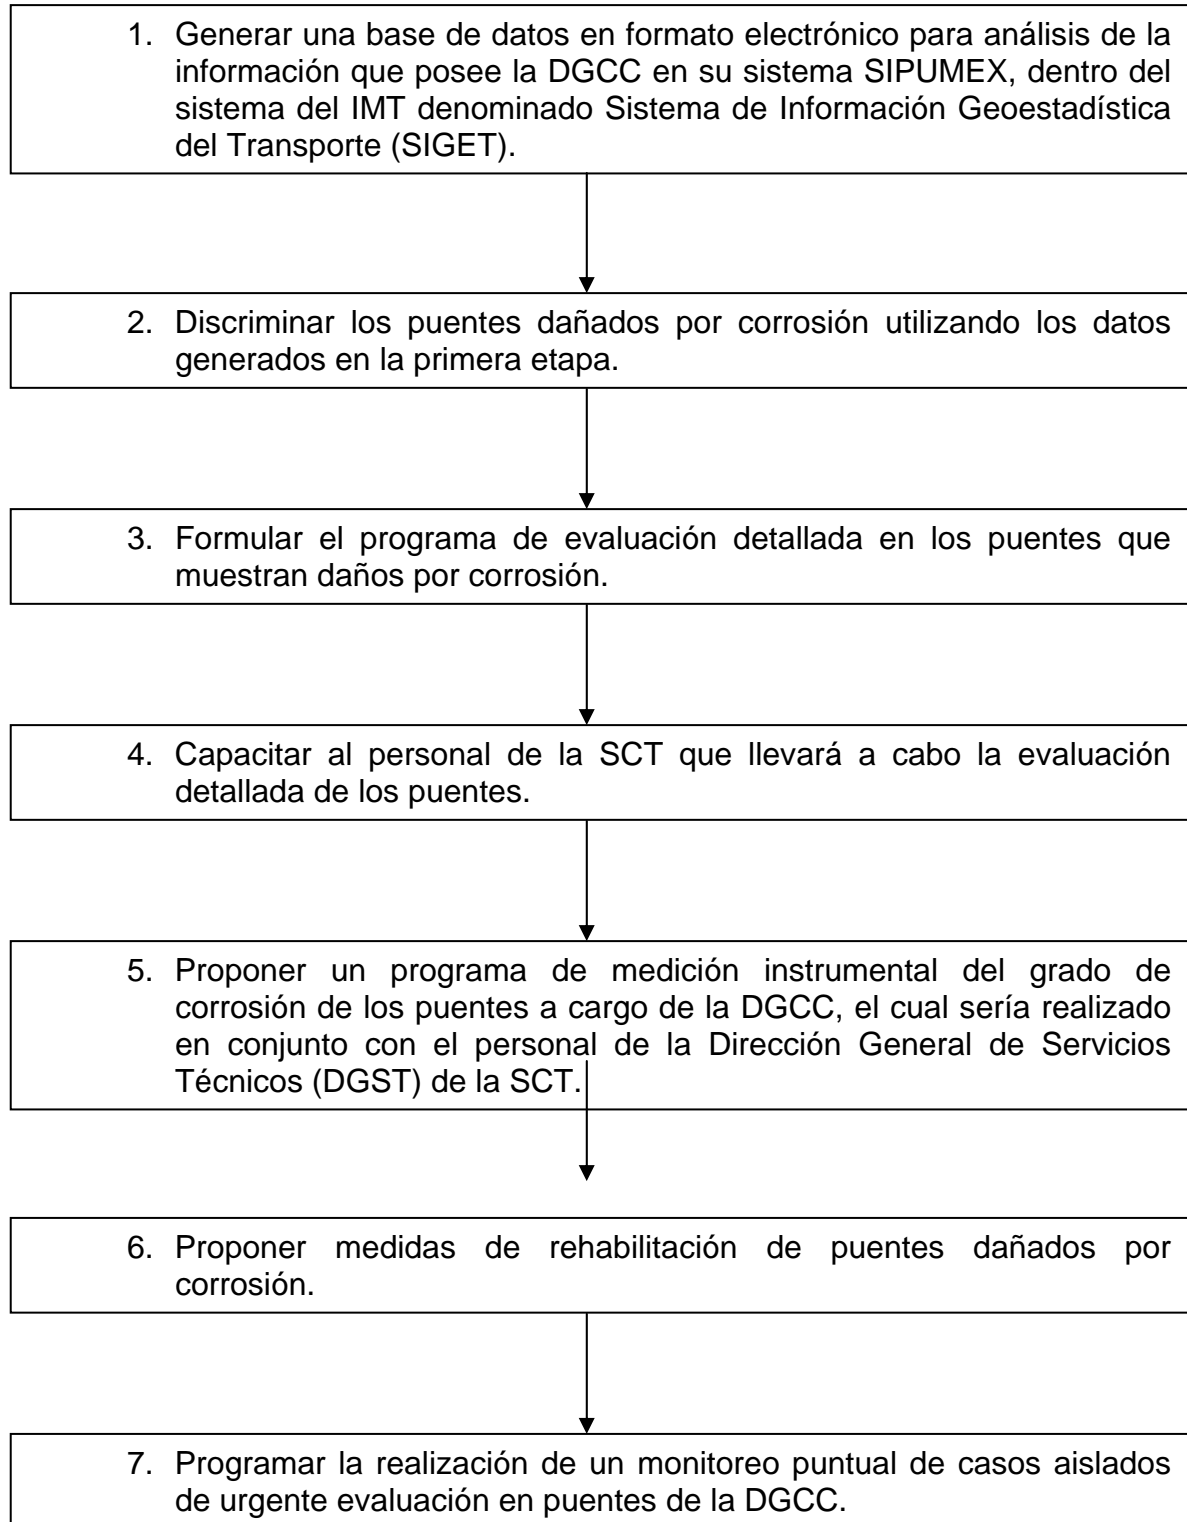 1. Generar una base de datos en formato electrónico para análisis de la
información que posee la DGCC en su sistema SIPUMEX, dentro del
sistema del IMT denominado Sistema de Información Geoestadística
del Transporte (SIGET).
2. Discriminar los puentes dañados por corrosión utilizando los datos
generados en la primera etapa.
3. Formular el programa de evaluación detallada en los puentes que
muestran daños por corrosión.
4. Capacitar al personal de la SCT que llevará a cabo la evaluación
detallada de los puentes.
5. Proponer un programa de medición instrumental del grado de
corrosión de los puentes a cargo de la DGCC, el cual sería realizado
en conjunto con el personal de la Dirección General de Servicios
Técnicos (DGST) de la SCT.
6. Proponer medidas de rehabilitación de puentes dañados por
corrosión.
7. Programar la realización de un monitoreo puntual de casos aislados
de urgente evaluación en puentes de la DGCC.